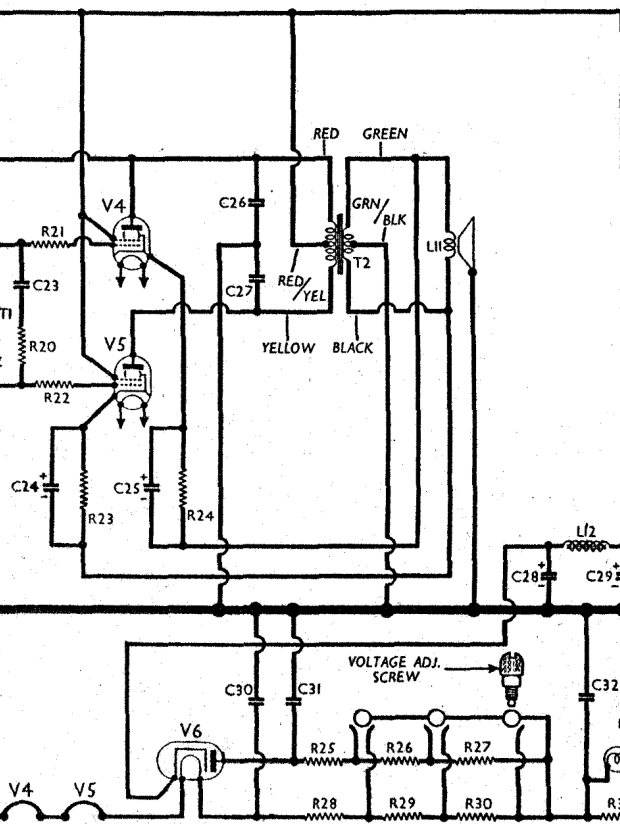 RED
GREEN
V4
C26
GRN/BLK
R21
L11
C23
C27
RED/YEL
T2
T1
R20
V5
YELLOW
BLACK
R22
C24
+
-
C25
+
-
R23
R24
L12
C28
+
-
C29
+
-
VOLTAGE ADJ.
SCREW
C30
C31
C32
V6
R25
R26
R27
V4
V5
R28
R29
R30